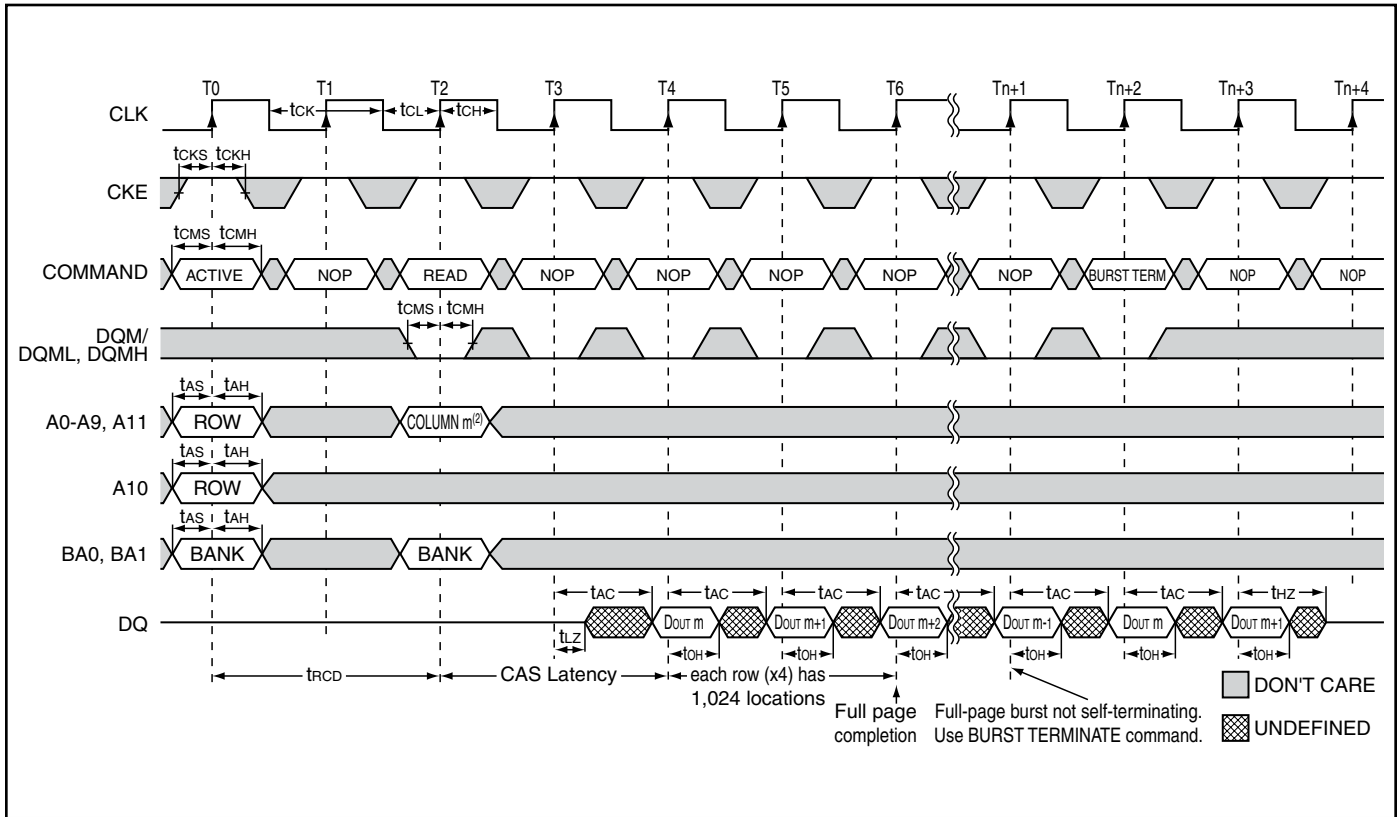 T0 T1 T2 T3 T4 T5 T6 Tn+1 Tn+2 Tn+3 Tn+4
CLK tCK tCL tCH
tCKS tCKH
CKE
tCMS tCMH
COMMAND ACTIVE NOP READ NOP NOP NOP NOP NOP BURST TERM NOP NOP
tCMS tCMH
DQM/
DQML, DQMH
tAS tAH
A0-A9, A11 ROW COLUMN m(2)
tAS tAH
A10 ROW
tAS tAH
BA0, BA1 BANK BANK
tAC tAC tAC tAC tAC tAC tHZ
DQ DOUT m DOUT m+1 DOUT m+2 DOUT m-1 DOUT m DOUT m+1
tLZ tOH tOH tOH tOH tOH tOH
tRCD CAS Latency each row (x4) has
1,024 locations
Full page
completion
Full-page burst not self-terminating.
Use BURST TERMINATE command.
DON'T CARE
UNDEFINED